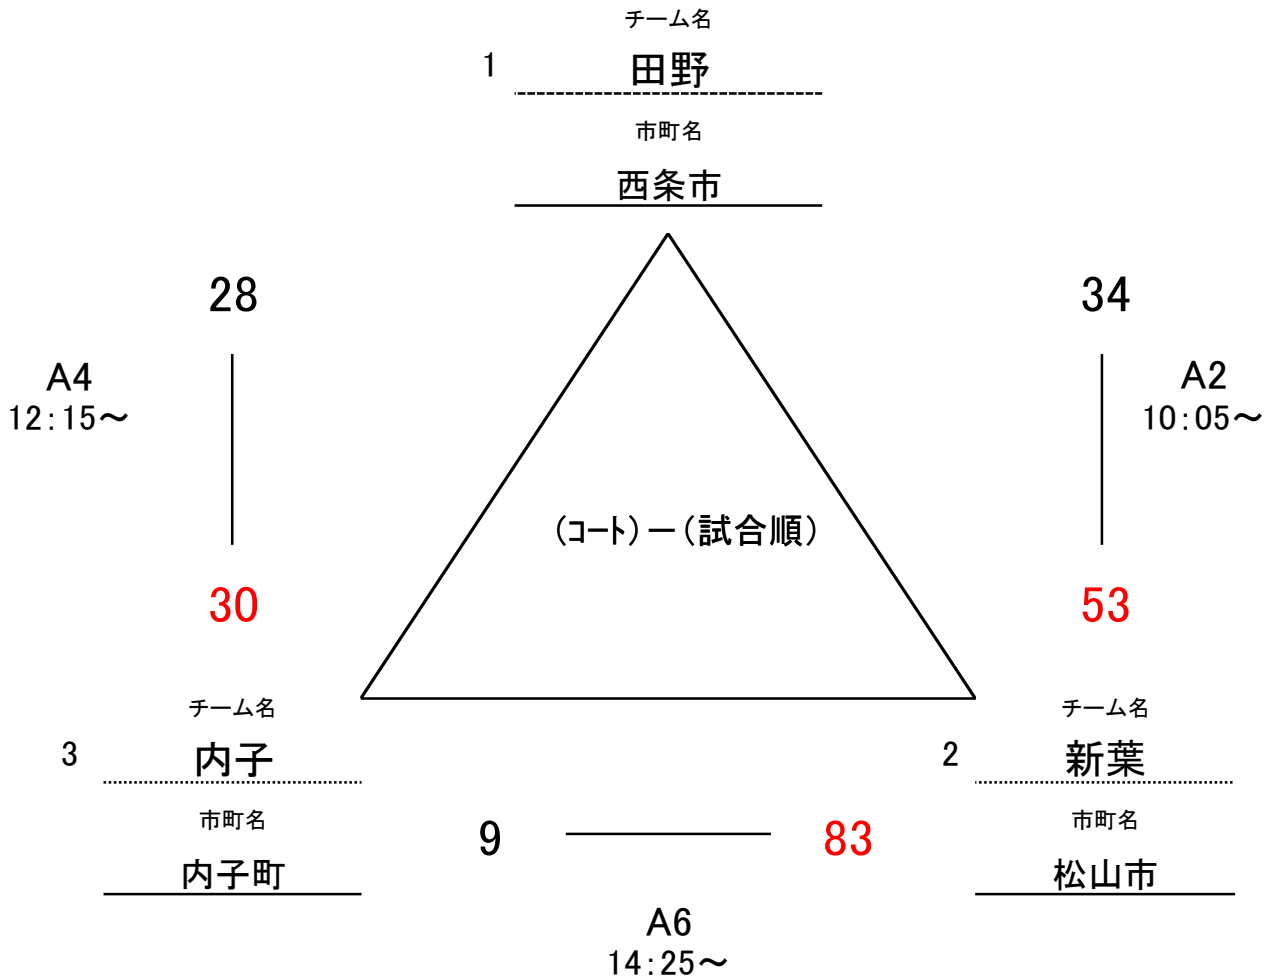 チーム名
1 田野
市町名
西条市
28
34
A4
12:15～
A2
10:05～
(コート)ー(試合順)
30
53
チーム名
3 内子
市町名
内子町
チーム名
2 新葉
市町名
松山市
9
83
A6
14:25～